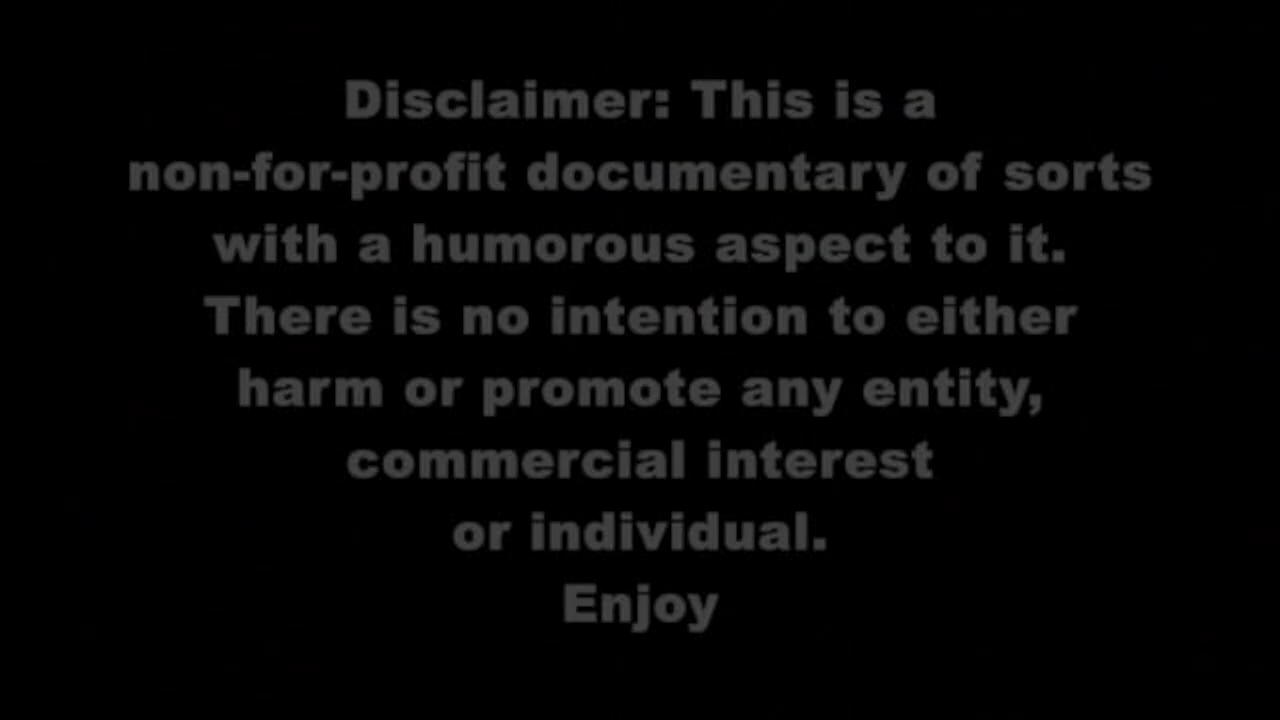 Disclaimer: This is a
non-for-profit documentary of sorts
with a humorous aspect to it.
There is no intention to either
harm or promote any entity,
commercial interest
or individual.
Enjoy